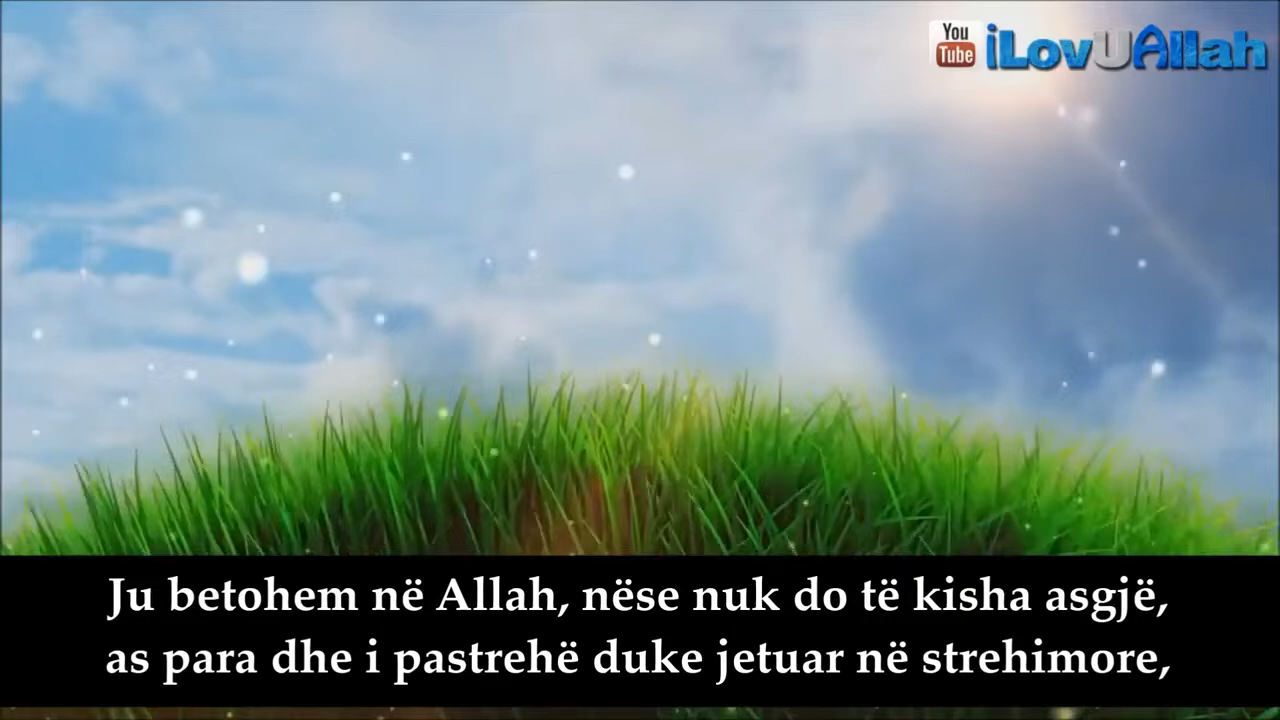 You
Tube
iLovUAllah
Ju betohem në Allah, nëse nuk do të kisha asgjë,
as para dhe i pastrehë duke jetuar në strehimore,